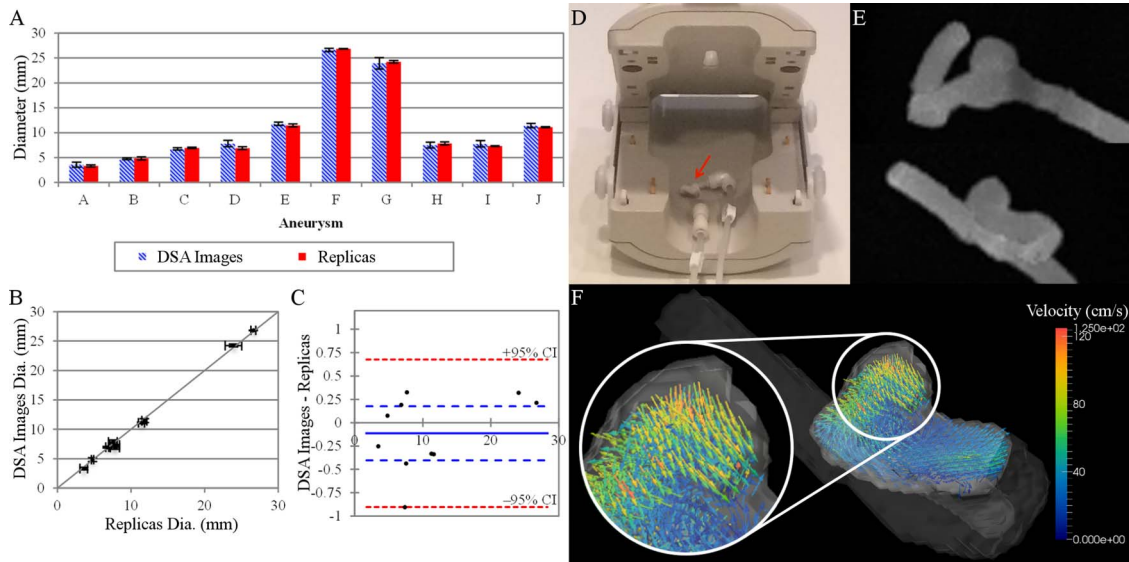 A
30
25
20
15
10
5
0
Diameter (mm)
A B C D E F G H I J
Aneurysm
DSA Images Replicas
B
30
20
10
0
DSA Images Dia. (mm)
0 10 20 30
Replicas Dia. (mm)
C
1
0.75
0.5
0.25
0
-0.25
-0.5
-0.75
-1
DSA Images - Replicas
+95% CI
0 10 20 30
-95% CI
D
E
F
Velocity (cm/s)
1.250e+02
120
80
40
0.000e+00